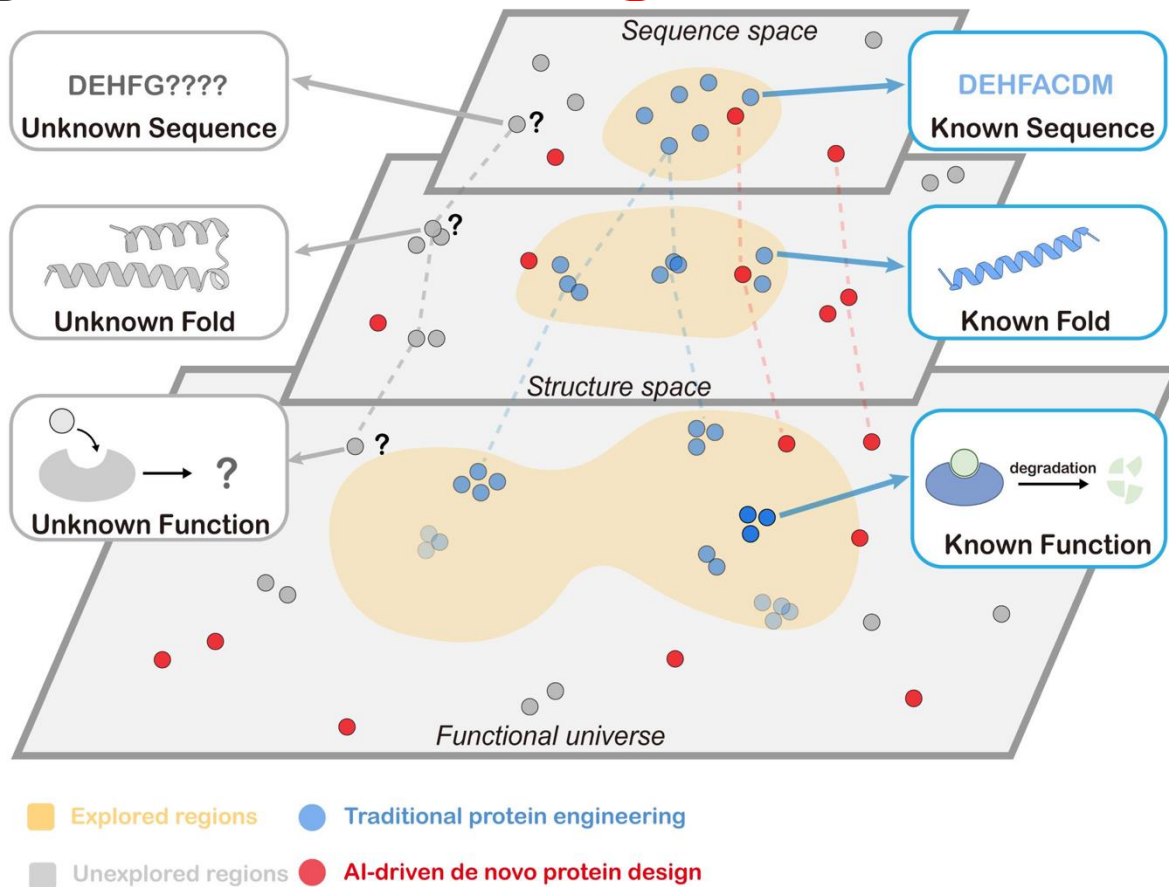 Sequence space
DEHFG????
Unknown Sequence
?
DEHFACDM
Known Sequence
?
Unknown Fold
Known Fold
Structure space
?
?
Unknown Function
degradation
Known Function
Functional universe
Explored regions
Traditional protein engineering
Unexplored regions
AI-driven de novo protein design